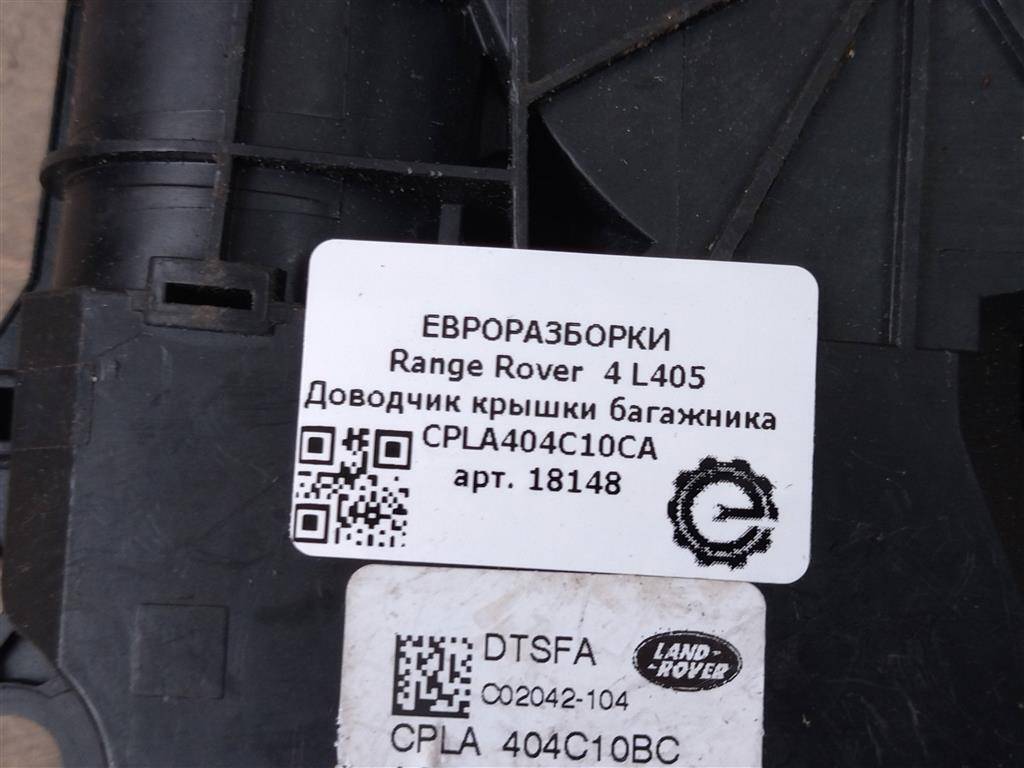 ЕВРОРАЗБОРКИ
Range Rover 4 L405
Доводчик крышки багажника
CPLA404C10CA
арт. 18148
DTSFA
LAND-
-ROVER
C02042-104
CPLA 404C10BC